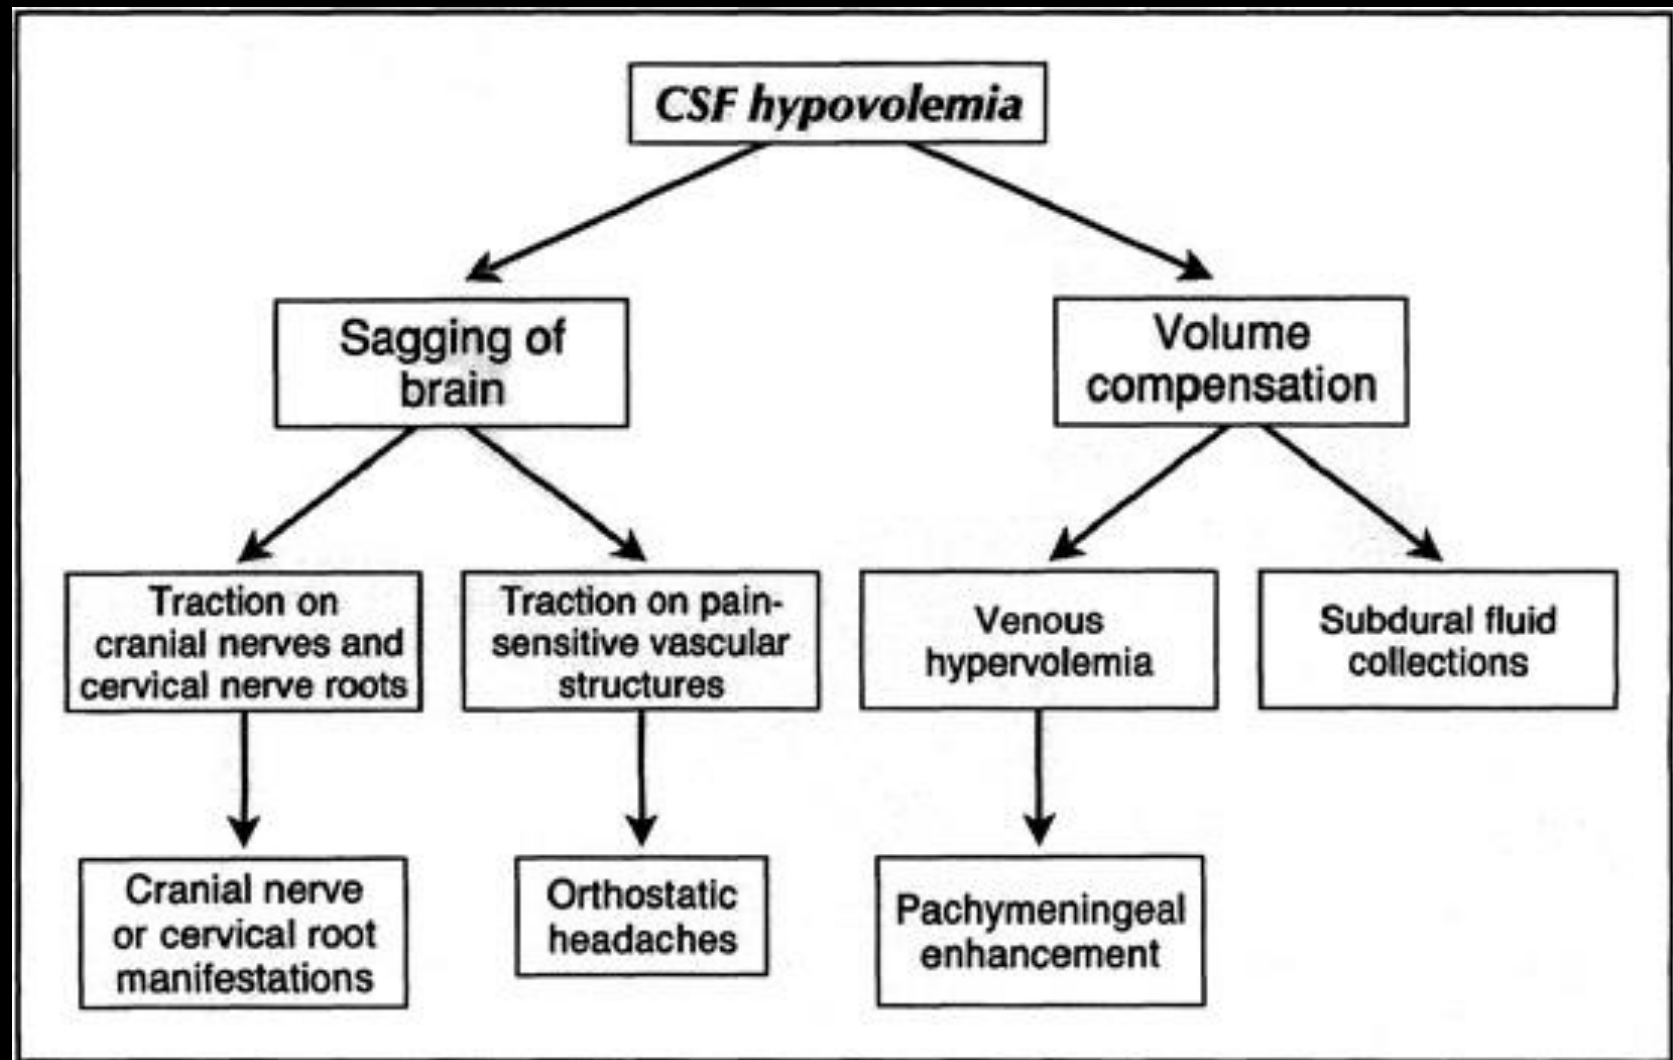 CSF hypovolemia
Sagging of
brain
Volume
compensation
Traction on
cranial nerves and
cervical nerve roots
Traction on pain-
sensitive vascular
structures
Venous
hypervolemia
Subdural fluid
collections
Cranial nerve
or cervical root
manifestations
Orthostatic
headaches
Pachymeningeal
enhancement